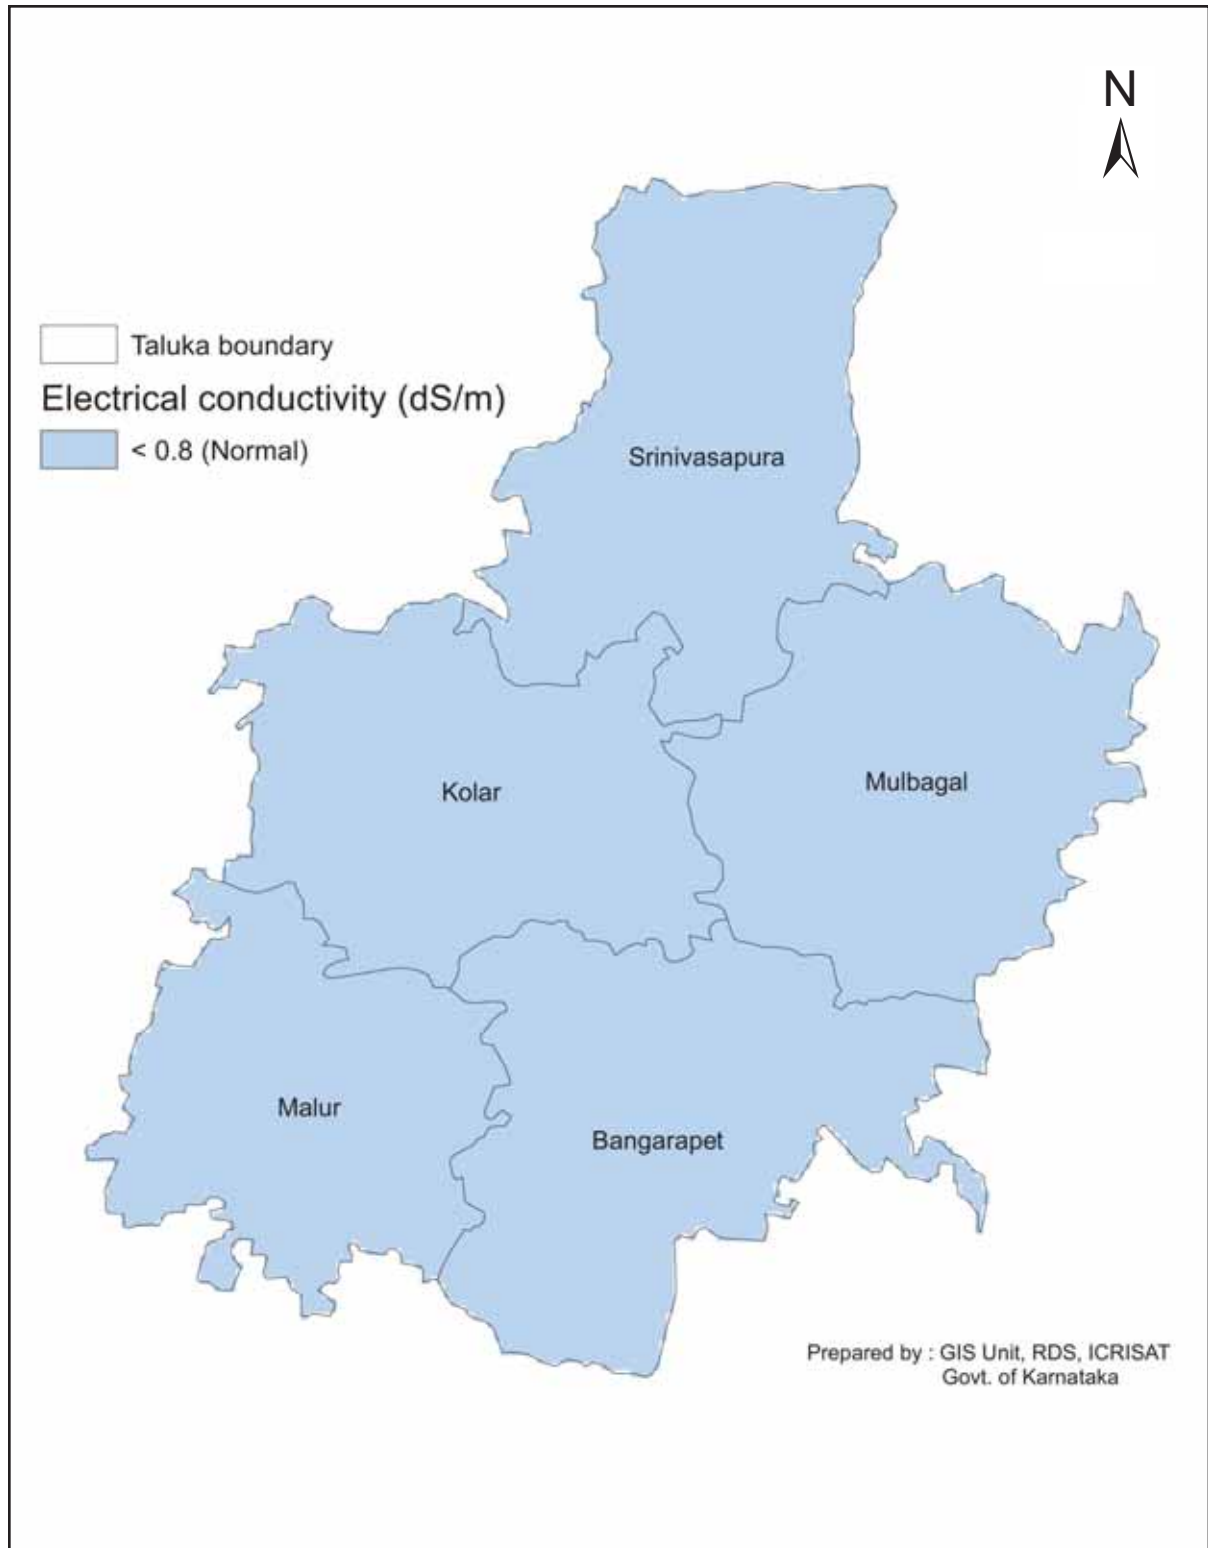 N
Taluka boundary
Electrical conductivity (dS/m)
< 0.8 (Normal)
Srinivasapura
Kolar
Mulbagal
Malur
Bangarapet
Prepared by : GIS Unit, RDS, ICRISAT
Govt. of Karnataka